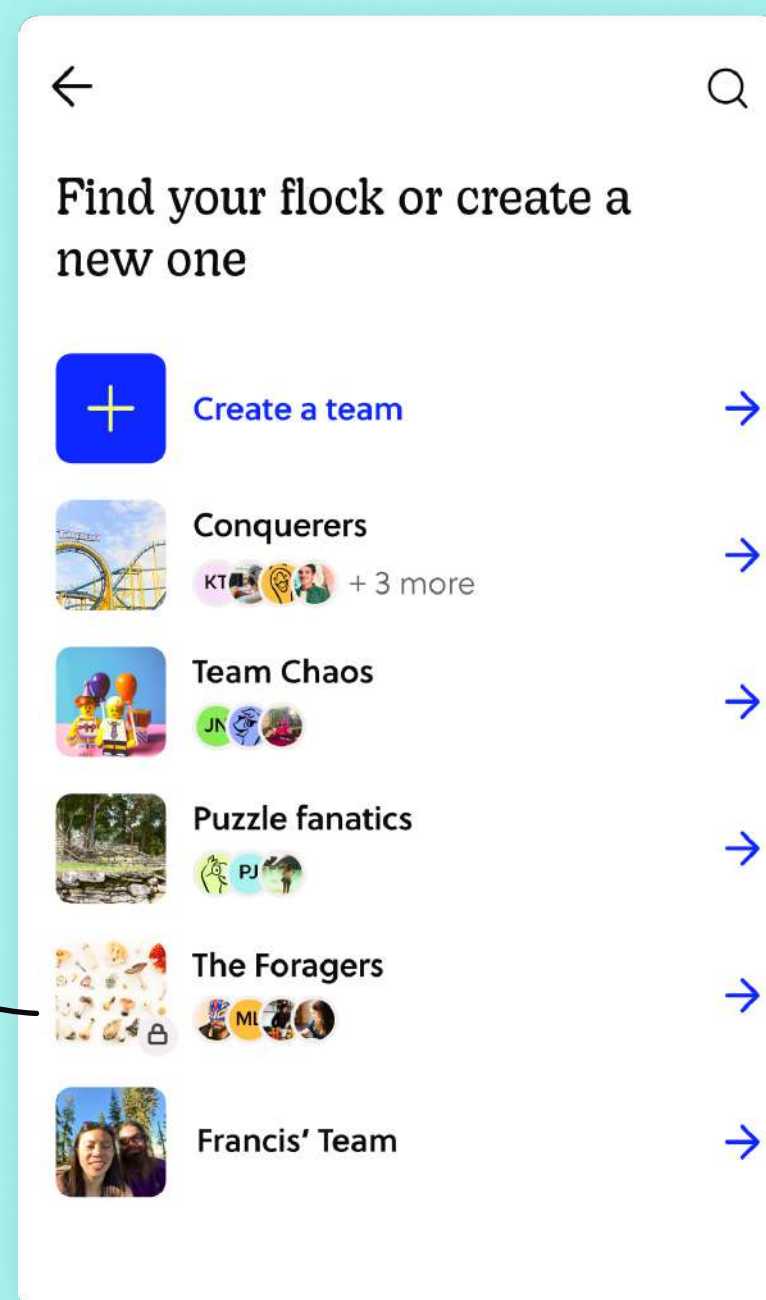 Find your flock or create a
new one
Create a team
Conquerers
KT
+ 3 more
Team Chaos
JN
Puzzle fanatics
PJ
The Foragers
ML
Francis’ Team